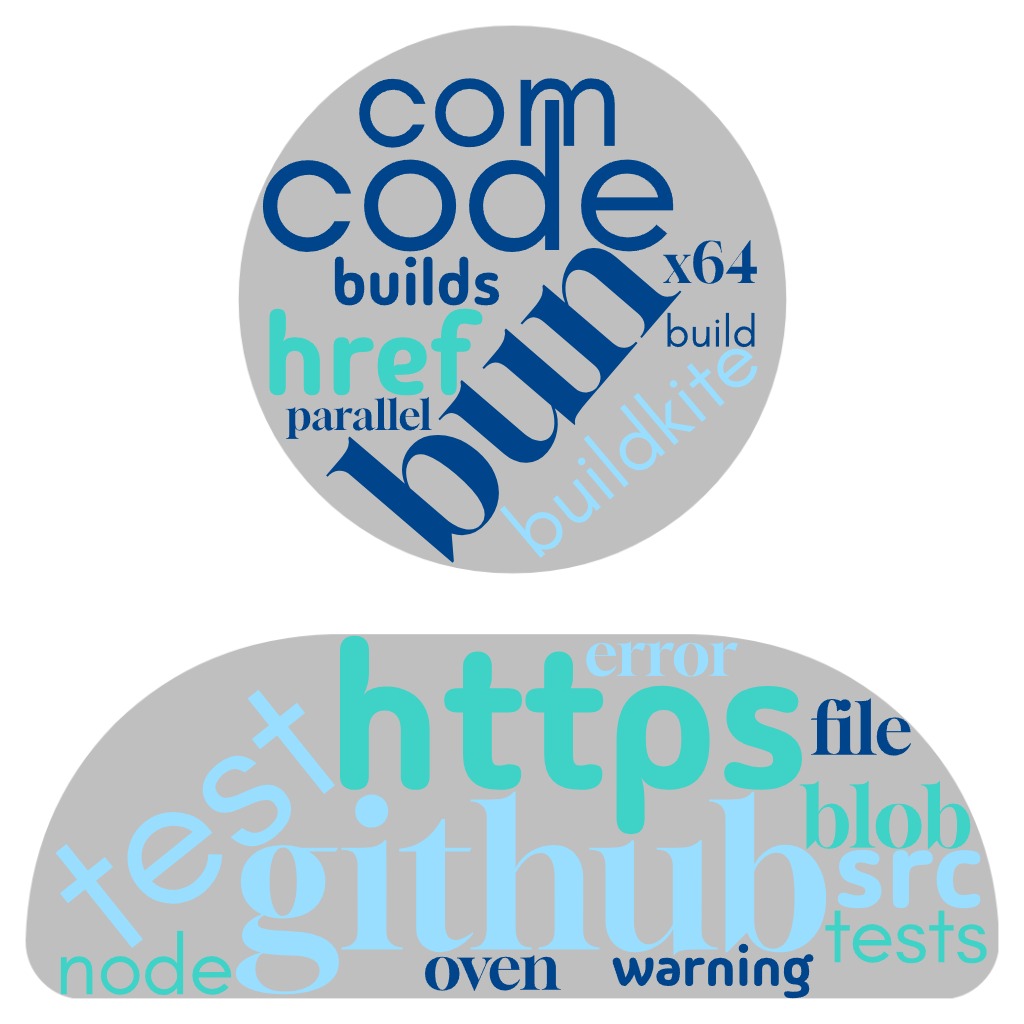 com
code
builds
x64
href
bun
build
parallel
buildkite
https
error
file
test
github
blob
src
tests
node
oven
warning